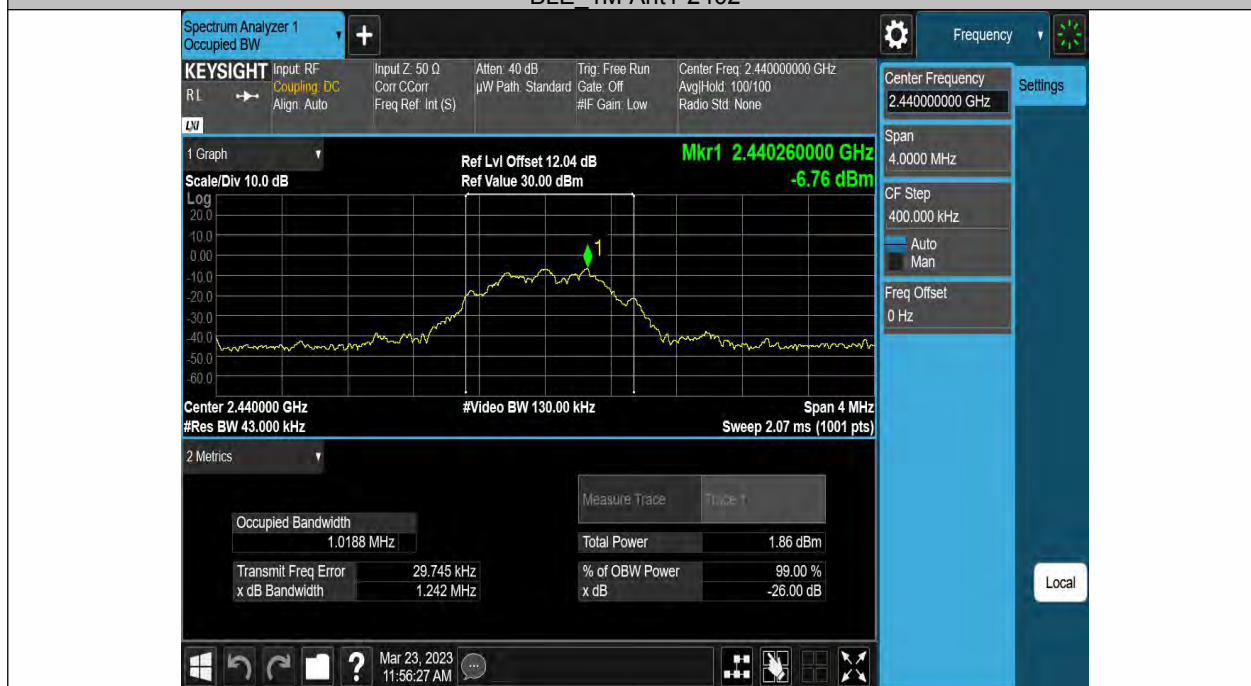 Spectrum Analyzer 1
Occupied BW
Frequency
KEYSIGHT
RL
LXI
Input: RF
Coupling: DC
Align: Auto
Input Z: 50 Ω
Corr CCorr
Freq Ref: Int (S)
Atten: 40 dB
µW Path: Standard
Trig: Free Run
Gate: Off
#IF Gain: Low
Center Freq: 2.440000000 GHz
Avg|Hold: 100/100
Radio Std: None
Center Frequency
2.440000000 GHz
Settings
Span
4.0000 MHz
CF Step
400.000 kHz
Auto
Man
Freq Offset
0 Hz
1 Graph
Scale/Div 10.0 dB
Ref Lvl Offset 12.04 dB
Ref Value 30.00 dBm
Mkr1 2.440260000 GHz
-6.76 dBm
Log
20.0
10.0
0.00
-10.0
-20.0
-30.0
-40.0
-50.0
-60.0
1
Center 2.440000 GHz
#Res BW 43.000 kHz
#Video BW 130.00 kHz
Span 4 MHz
Sweep 2.07 ms (1001 pts)
2 Metrics
Measure Trace
Trace 1
Occupied Bandwidth
1.0188 MHz
Total Power 1.86 dBm
Transmit Freq Error 29.745 kHz
% of OBW Power 99.00 %
x dB Bandwidth 1.242 MHz
x dB -26.00 dB
Local
?
Mar 23, 2023
11:56:27 AM